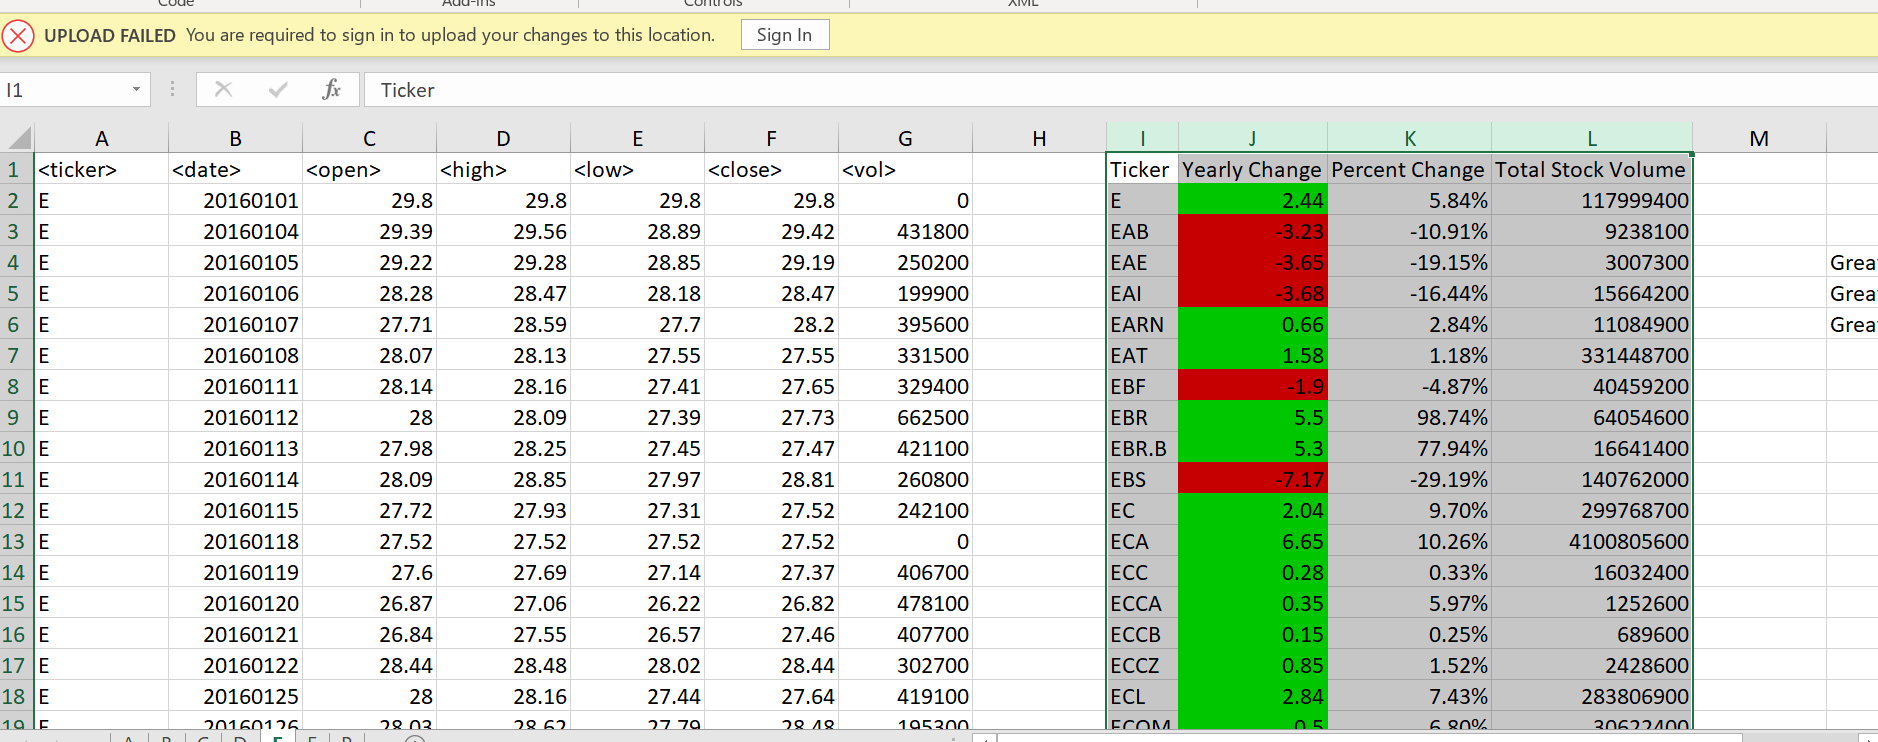 Code Add-ins Controls XML
UPLOAD FAILED You are required to sign in to upload your changes to this location. Sign In
I1 fx Ticker
A B C D E F G H I J K L M
1 <ticker> <date> <open> <high> <low> <close> <vol> Ticker Yearly Change Percent Change Total Stock Volume
2 E 20160101 29.8 29.8 29.8 29.8 0 E 2.44 5.84% 117999400
3 E 20160104 29.39 29.56 28.89 29.42 431800 EAB -3.23 -10.91% 9238100
4 E 20160105 29.22 29.28 28.85 29.19 250200 EAE -3.65 -19.15% 3007300 Grea
5 E 20160106 28.28 28.47 28.18 28.47 199900 EAI -3.68 -16.44% 15664200 Grea
6 E 20160107 27.71 28.59 27.7 28.2 395600 EARN 0.66 2.84% 11084900 Grea
7 E 20160108 28.07 28.13 27.55 27.55 331500 EAT 1.58 1.18% 331448700
8 E 20160111 28.14 28.16 27.41 27.65 329400 EBF -1.9 -4.87% 40459200
9 E 20160112 28 28.09 27.39 27.73 662500 EBR 5.5 98.74% 64054600
10 E 20160113 27.98 28.25 27.45 27.47 421100 EBR.B 5.3 77.94% 16641400
11 E 20160114 28.09 28.85 27.97 28.81 260800 EBS -7.17 -29.19% 140762000
12 E 20160115 27.72 27.93 27.31 27.52 242100 EC 2.04 9.70% 299768700
13 E 20160118 27.52 27.52 27.52 27.52 0 ECA 6.65 10.26% 4100805600
14 E 20160119 27.6 27.69 27.14 27.37 406700 ECC 0.28 0.33% 16032400
15 E 20160120 26.87 27.06 26.22 26.82 478100 ECCA 0.35 5.97% 1252600
16 E 20160121 26.84 27.55 26.57 27.46 407700 ECCB 0.15 0.25% 689600
17 E 20160122 28.44 28.48 28.02 28.44 302700 ECCZ 0.85 1.52% 2428600
18 E 20160125 28 28.16 27.44 27.64 419100 ECL 2.84 7.43% 283806900
19 E 20160126 28.03 28.62 27.79 28.48 195300 ECOM 0.5 6.80% 30622400